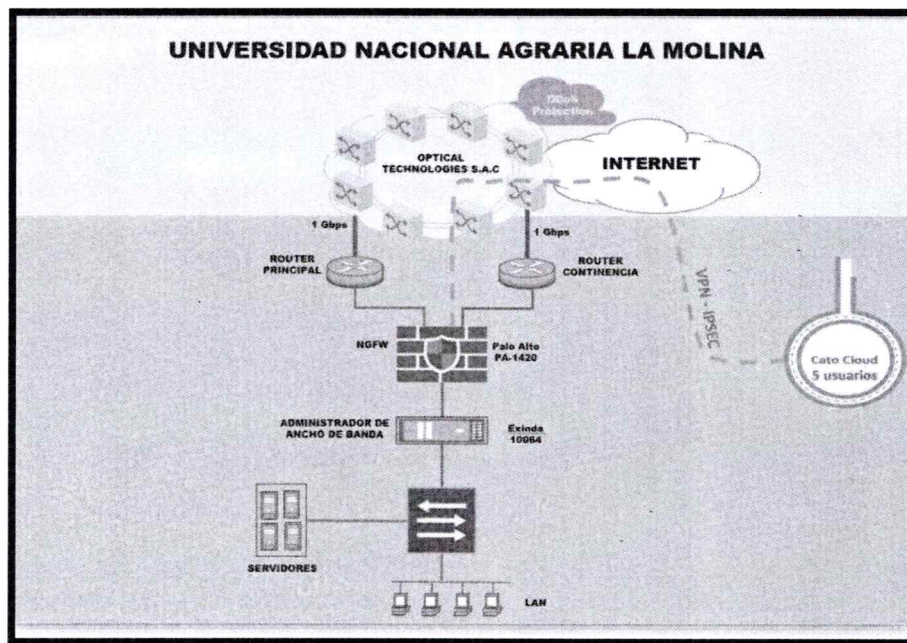 UNIVERSIDAD NACIONAL AGRARIA LA MOLINA
DDoS
Protection
OPTICAL
TECHNOLOGIES S.A.C
INTERNET
1 Gbps
1 Gbps
ROUTER
PRINCIPAL
ROUTER
CONTINENCIA
VPN - IPSEC
NGFW
Palo Alto
PA-1420
Cato Cloud
5 usuarios
ADMINISTRADOR DE
ANCHO DE BANDA
Exinda
10064
SERVIDORES
LAN